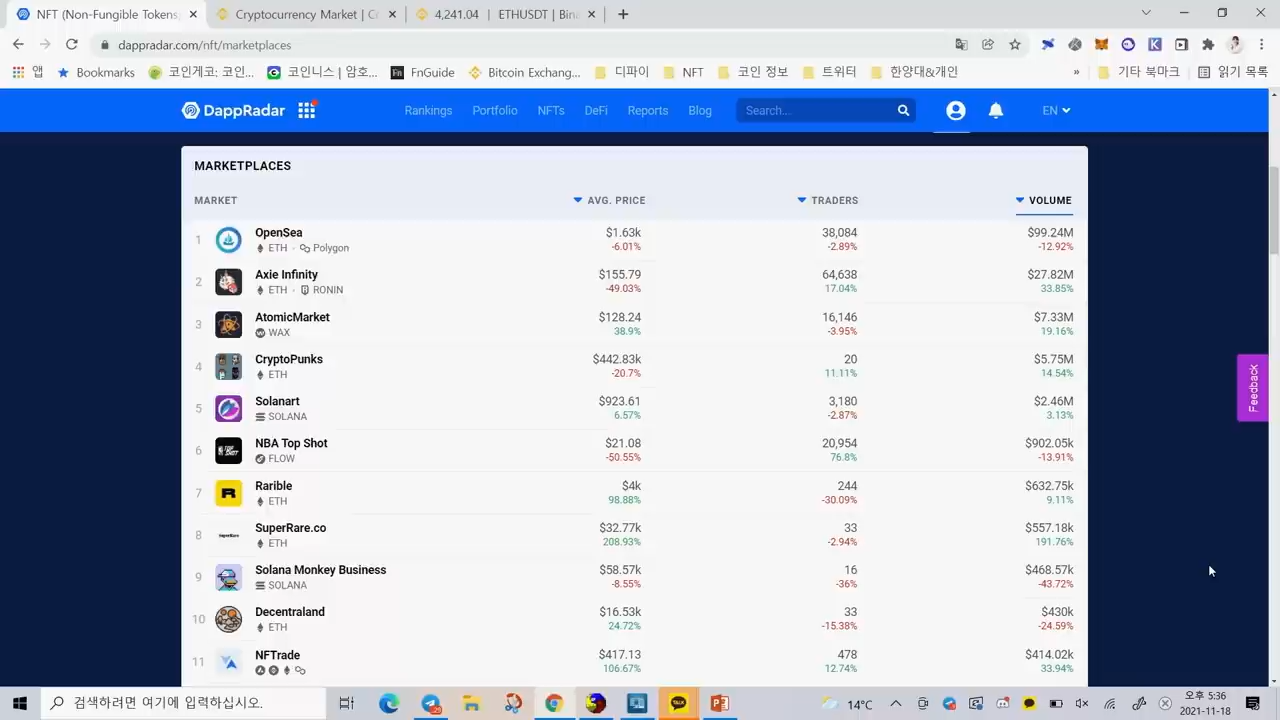 NFT (Non-Fungible Tokens)
Cryptocurrency Market |
4,241.04 | ETHUSDT |
dappradar.com/nft/marketplaces
앱 Bookmarks 코인게코: 코인... 코인니스 | 암호... FnGuide Bitcoin Exchang... 디파이 NFT 코인 정보 트위터 한양대&개인 » 기타 북마크 읽기 목록
DappRadar Rankings Portfolio NFTs DeFi Reports Blog Search... EN
MARKETPLACES
MARKET AVG. PRICE TRADERS VOLUME
1 OpenSea $1.63k 38,084 $99.24M
ETH · Polygon -6.01% -2.89% -12.92%
2 Axie Infinity $155.79 64,638 $27.82M
ETH · RONIN -49.03% 17.04% 33.85%
3 AtomicMarket $128.24 16,146 $7.33M
WAX 38.9% -3.95% 19.16%
4 CryptoPunks $442.83k 20 $5.75M
ETH -20.7% 11.11% 14.54%
5 Solanart $923.61 3,180 $2.46M
SOLANA 6.57% -2.87% 3.13%
6 NBA Top Shot $21.08 20,954 $902.05k
FLOW -50.55% 76.8% -13.91%
7 Rarible $4k 244 $632.75k
ETH 98.88% -30.09% 9.11%
8 SuperRare.co $32.77k 33 $557.18k
ETH 208.93% -2.94% 191.76%
9 Solana Monkey Business $58.57k 16 $468.57k
SOLANA -8.55% -36% -43.72%
10 Decentraland $16.53k 33 $430k
ETH 24.72% -15.38% -24.59%
11 NFTrade $417.13 478 $414.02k
106.67% 12.74% 33.94%
Feedback
검색하려면 여기에 입력하십시오. 14°C 오후 5:36
2021-11-18